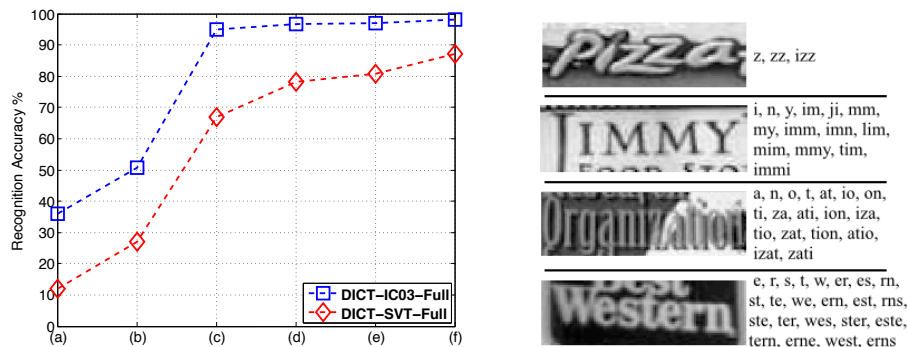 100
90
80
70
60
50
40
30
20
10
0
Recognition Accuracy %
(a) (b) (c) (d) (e) (f)
DICT−IC03−Full
DICT−SVT−Full
Pizza
z, zz, izz
JIMMY
FOOD STO
i, n, y, im, ji, mm,
my, imm, imn, lim,
mim, mmy, tim,
immi
Organization
a, n, o, t, at, io, on,
ti, za, ati, ion, iza,
tio, zat, tion, atio,
izat, zati
Best
Western
e, r, s, t, w, er, es, rn,
st, te, we, ern, est, rns,
ste, ter, wes, ster, este,
tern, erne, west, erns